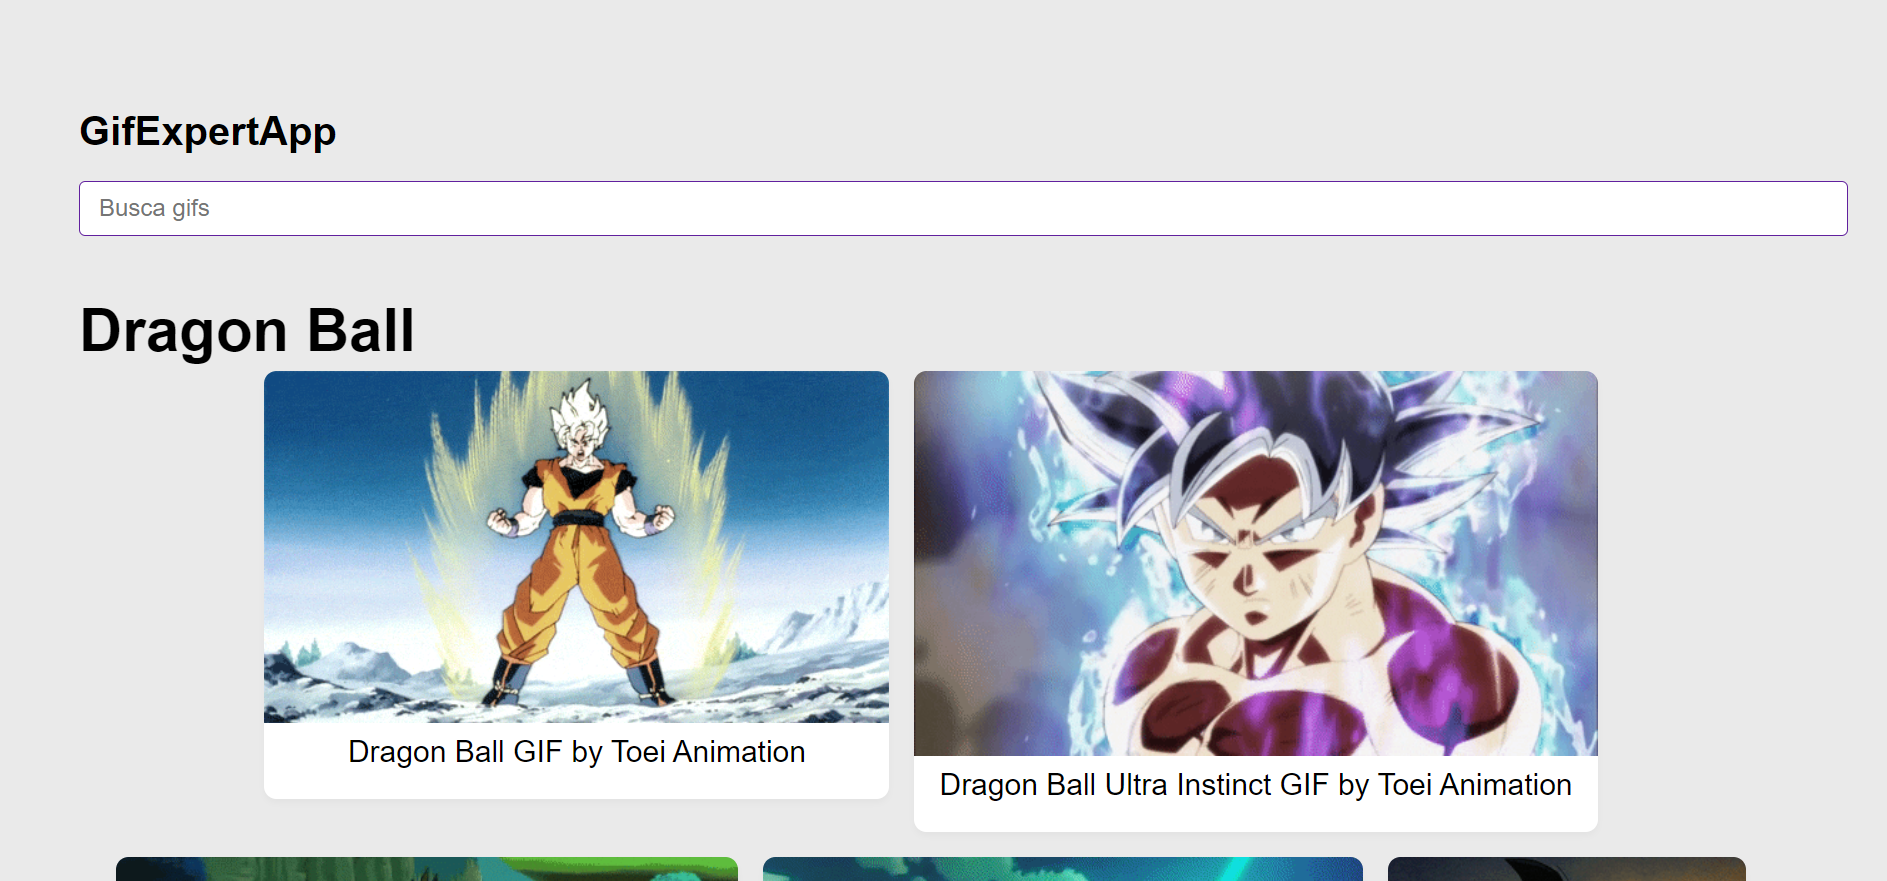 GifExpertApp
Busca gifs
Dragon Ball
Dragon Ball GIF by Toei Animation
Dragon Ball Ultra Instinct GIF by Toei Animation